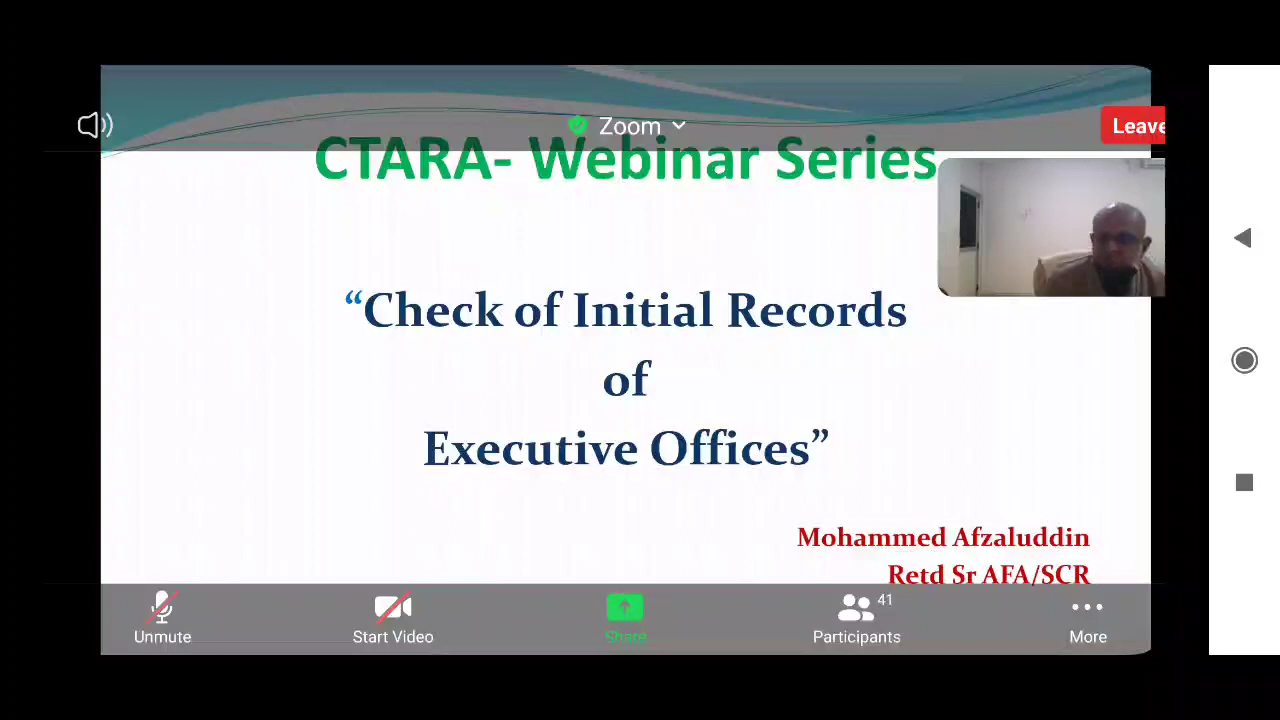 Zoom
Leave
CTARA- Webinar Series
“Check of Initial Records
of
Executive Offices”
Mohammed Afzaluddin
Retd Sr AFA/SCR
41
Unmute
Start Video
Share
Participants
More